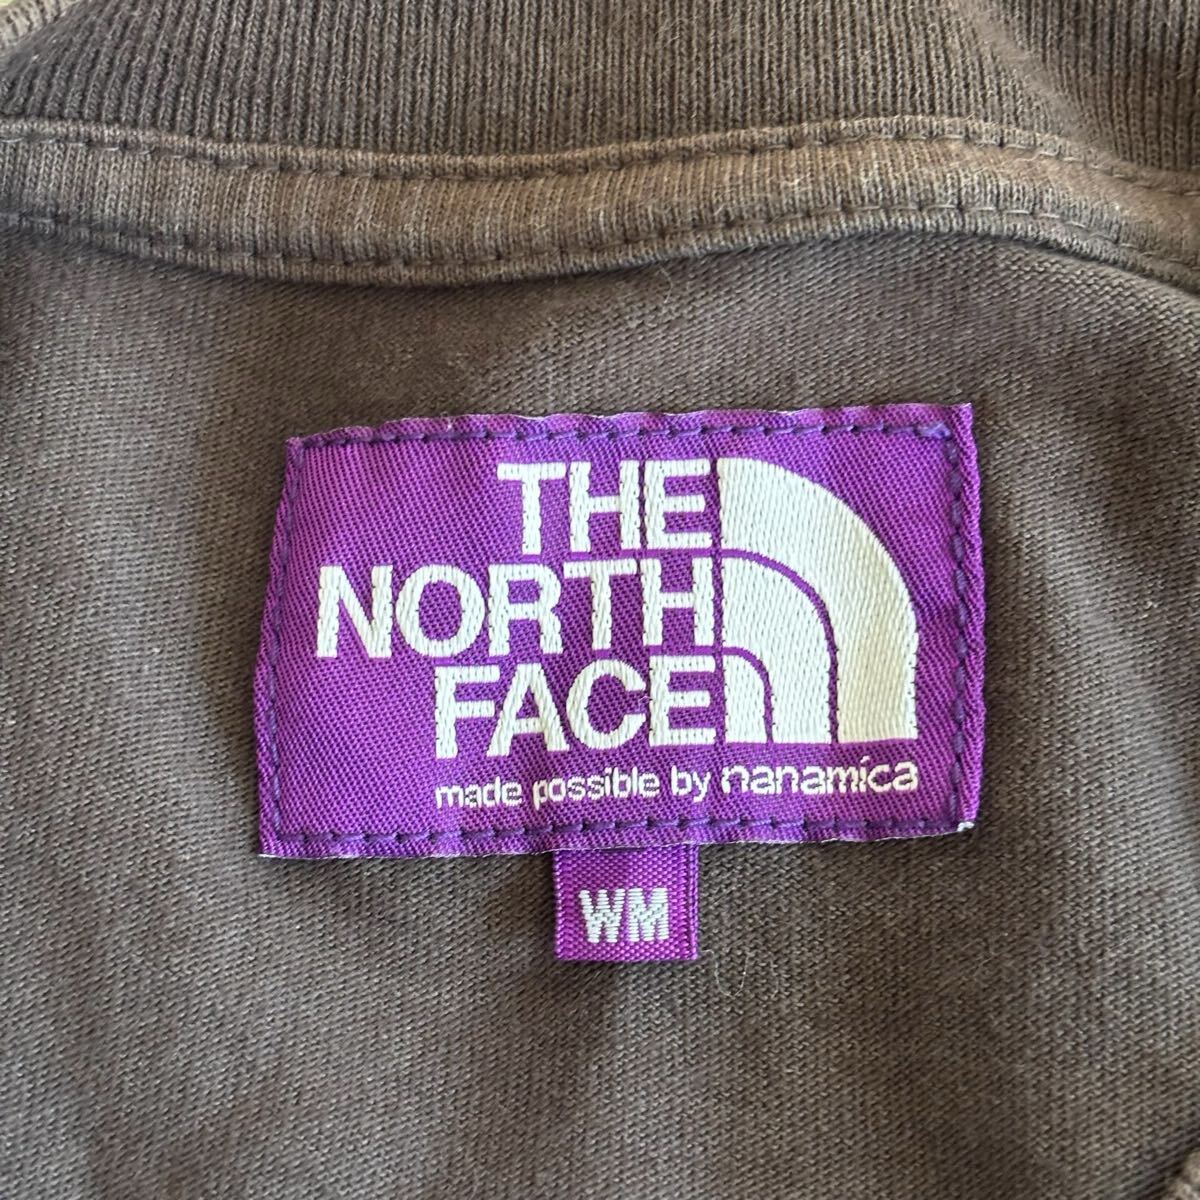 THE
NORTH
FACE
made possible by nanamica
WM